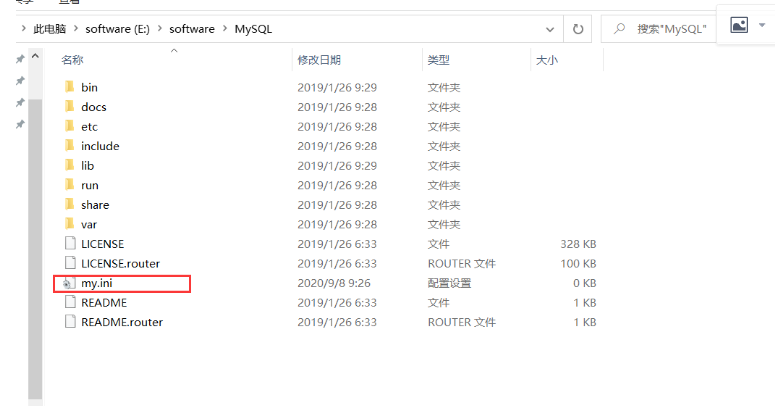 查看
此电脑 > software (E:) > software > MySQL 搜索"MySQL"
名称 修改日期 类型 大小
bin 2019/1/26 9:29 文件夹
docs 2019/1/26 9:28 文件夹
etc 2019/1/26 9:28 文件夹
include 2019/1/26 9:28 文件夹
lib 2019/1/26 9:29 文件夹
run 2019/1/26 9:28 文件夹
share 2019/1/26 9:28 文件夹
var 2019/1/26 9:28 文件夹
LICENSE 2019/1/26 6:33 文件 328 KB
LICENSE.router 2019/1/26 6:33 ROUTER 文件 100 KB
my.ini 2020/9/8 9:26 配置设置 0 KB
README 2019/1/26 6:33 文件 1 KB
README.router 2019/1/26 6:33 ROUTER 文件 1 KB